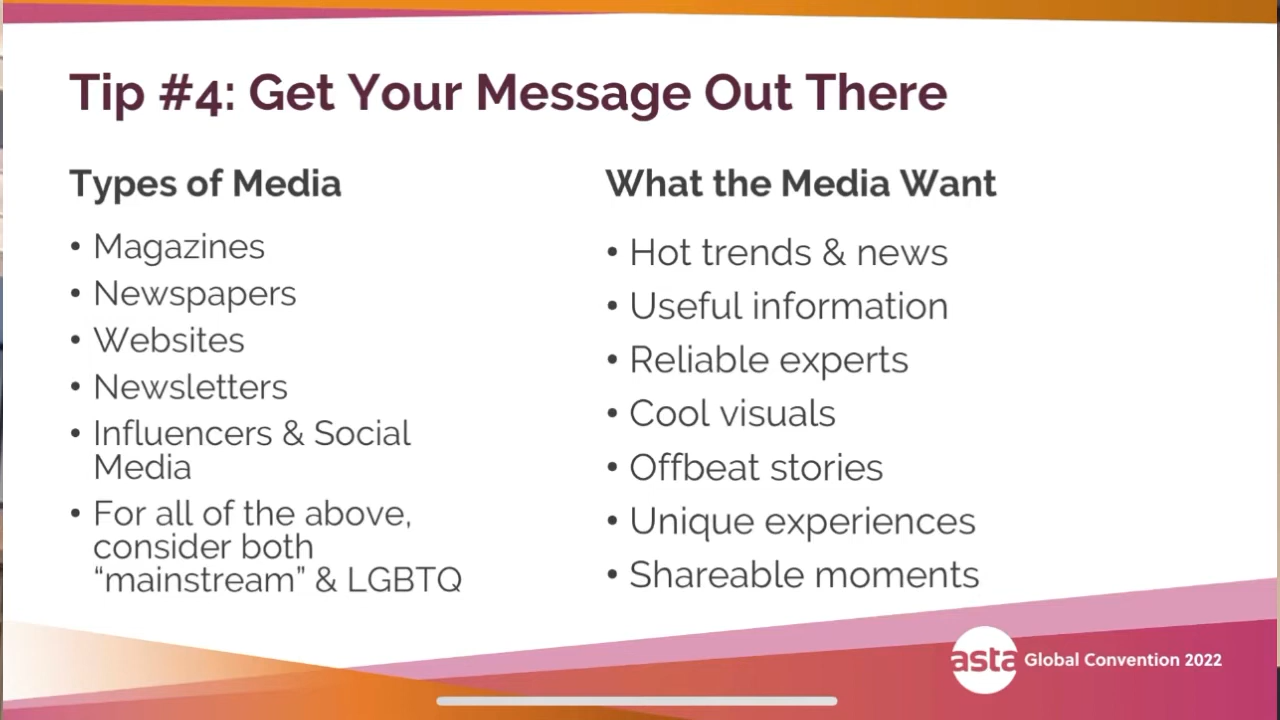 Tip #4: Get Your Message Out There
Types of Media
• Magazines
• Newspapers
• Websites
• Newsletters
• Influencers & Social
Media
• For all of the above,
consider both
“mainstream” & LGBTQ
What the Media Want
• Hot trends & news
• Useful information
• Reliable experts
• Cool visuals
• Offbeat stories
• Unique experiences
• Shareable moments
asta Global Convention 2022